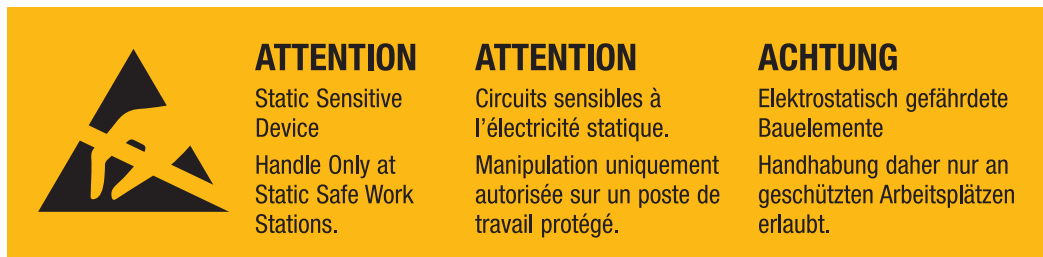 ATTENTION
Static Sensitive
Device
Handle Only at
Static Safe Work
Stations.
ATTENTION
Circuits sensibles à
l'électricité statique.
Manipulation uniquement
autorisée sur un poste de
travail protégé.
ACHTUNG
Elektrostatisch gefährdete
Bauelemente
Handhabung daher nur an
geschützten Arbeitsplätzen
erlaubt.